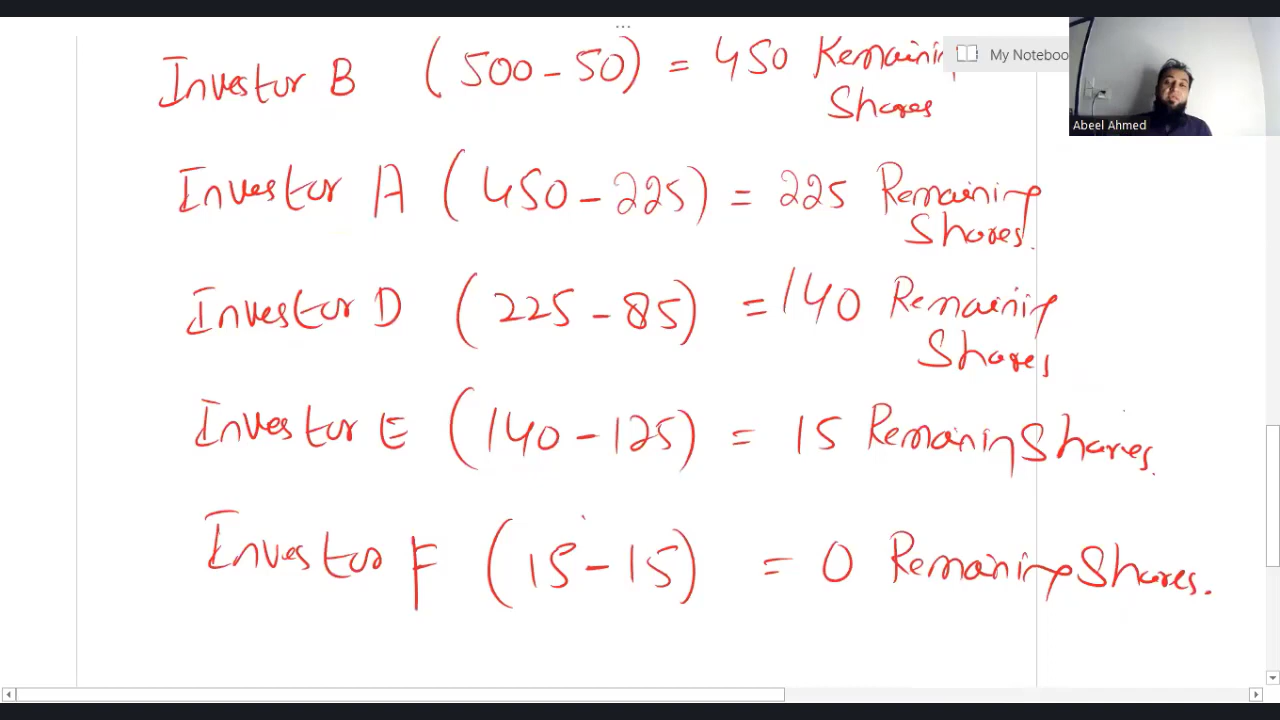 Investor B (500 - 50) = 450 Remainin
Shares
My Noteboo
Abeel Ahmed
Investor A (450 - 225) = 225 Remaining
Shares.
Investor D (225 - 85) = 140 Remaining
Shares
Investor E (140 - 125) = 15 Remaining Shares.
Investor F (15 - 15) = 0 Remaining Shares.